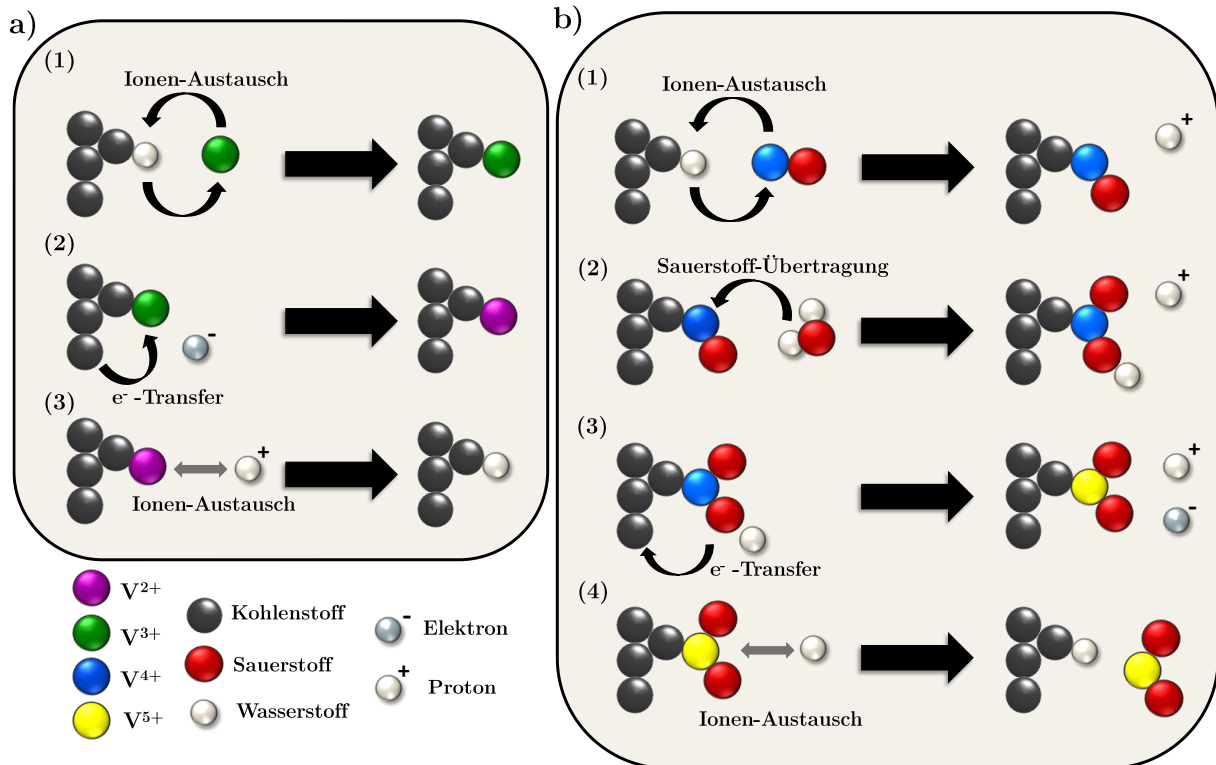 a)
(1)
Ionen-Austausch
(2)
e⁻ -Transfer
-
(3)
+
Ionen-Austausch
V²⁺
V³⁺
V⁴⁺
V⁵⁺
Kohlenstoff
Sauerstoff
Wasserstoff
- Elektron
+ Proton
b)
(1)
Ionen-Austausch
+
(2)
Sauerstoff-Übertragung
+
(3)
e⁻ -Transfer
+
-
(4)
Ionen-Austausch